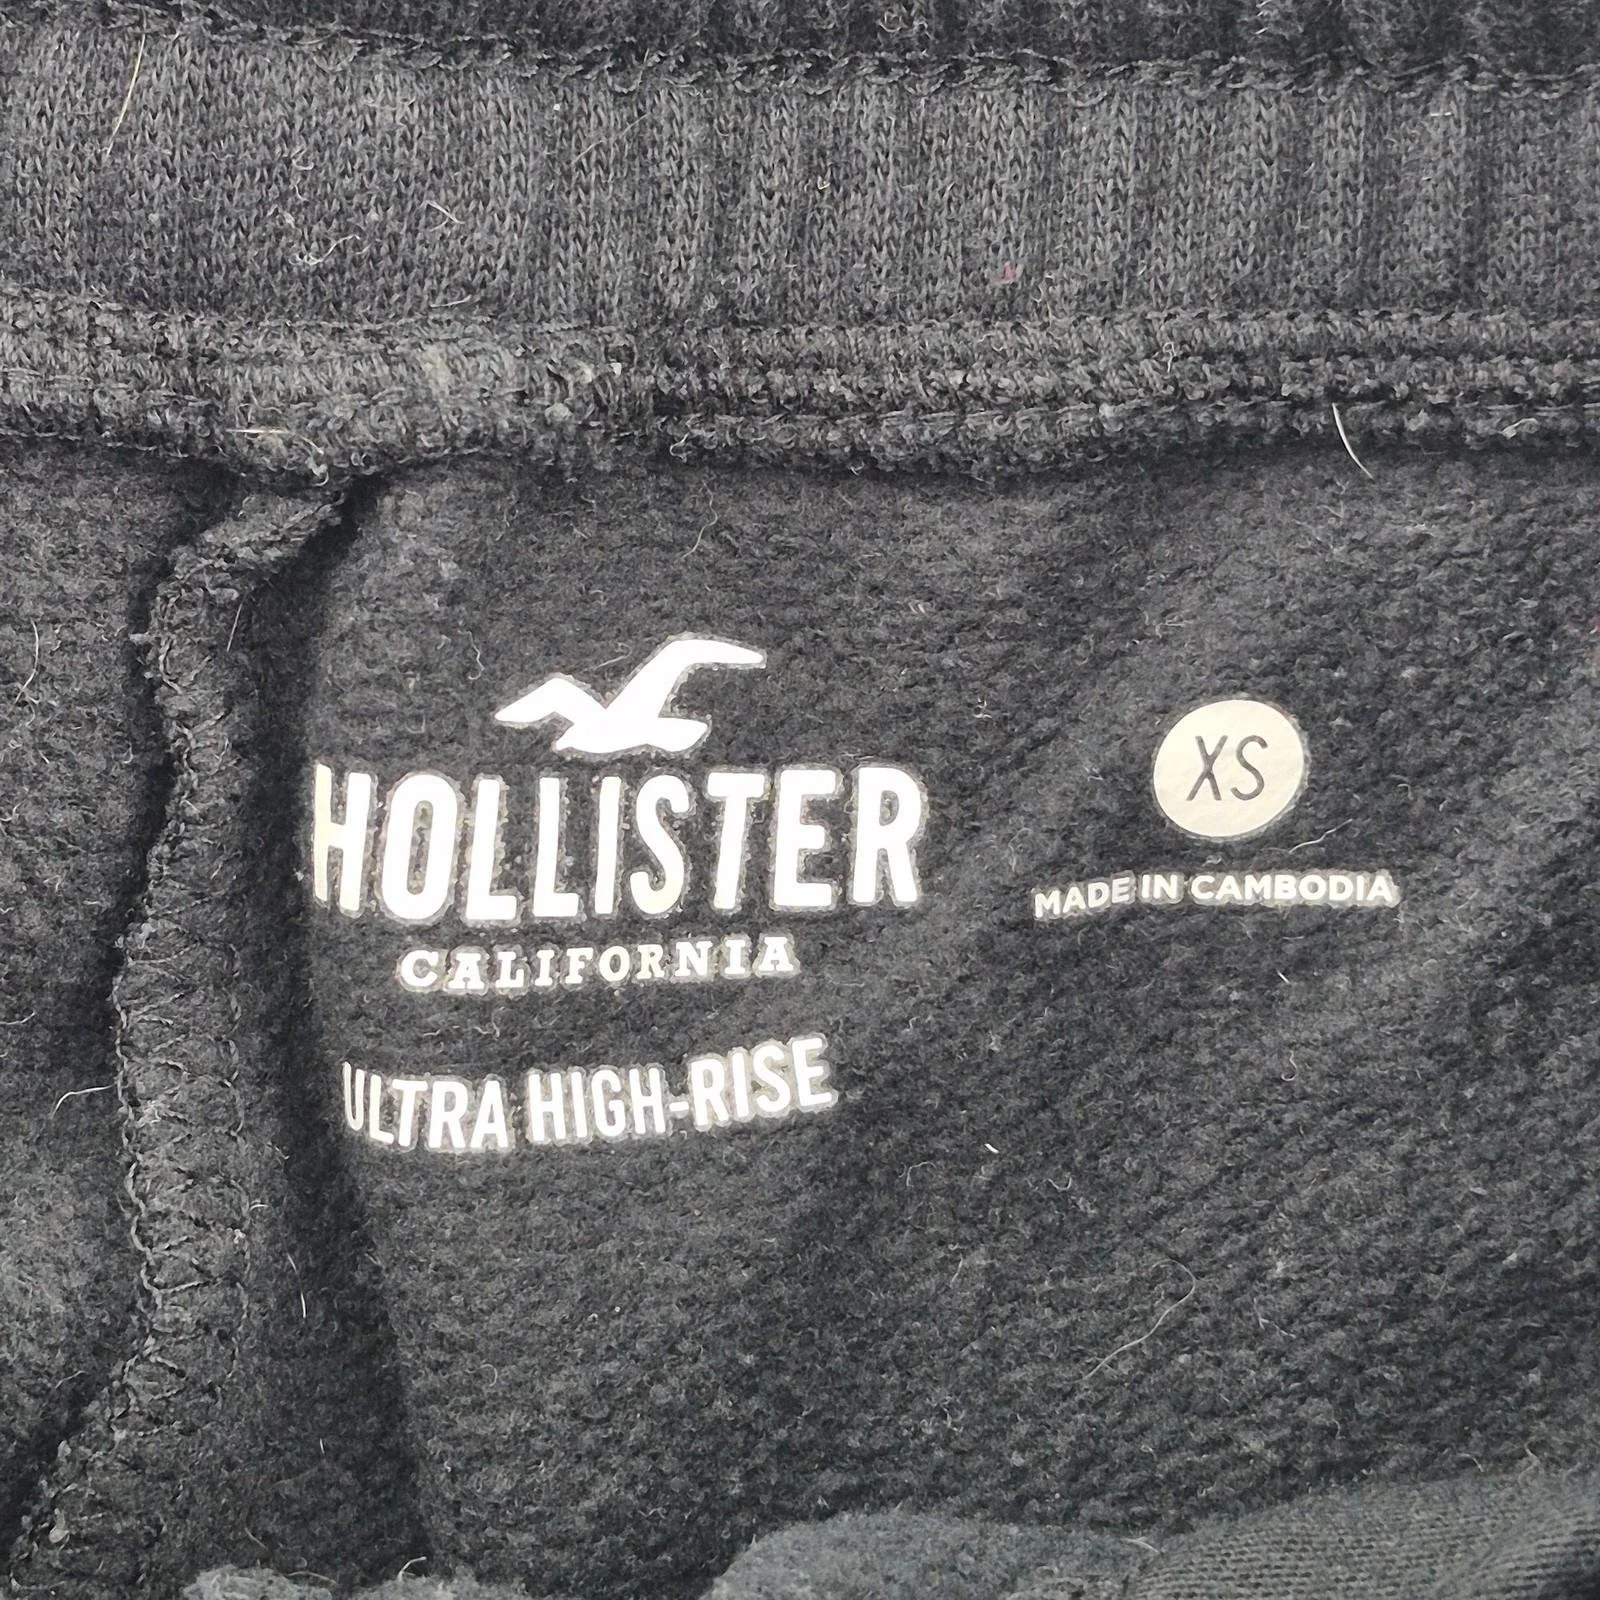 HOLLISTER
CALIFORNIA
ULTRA HIGH-RISE
XS
MADE IN CAMBODIA